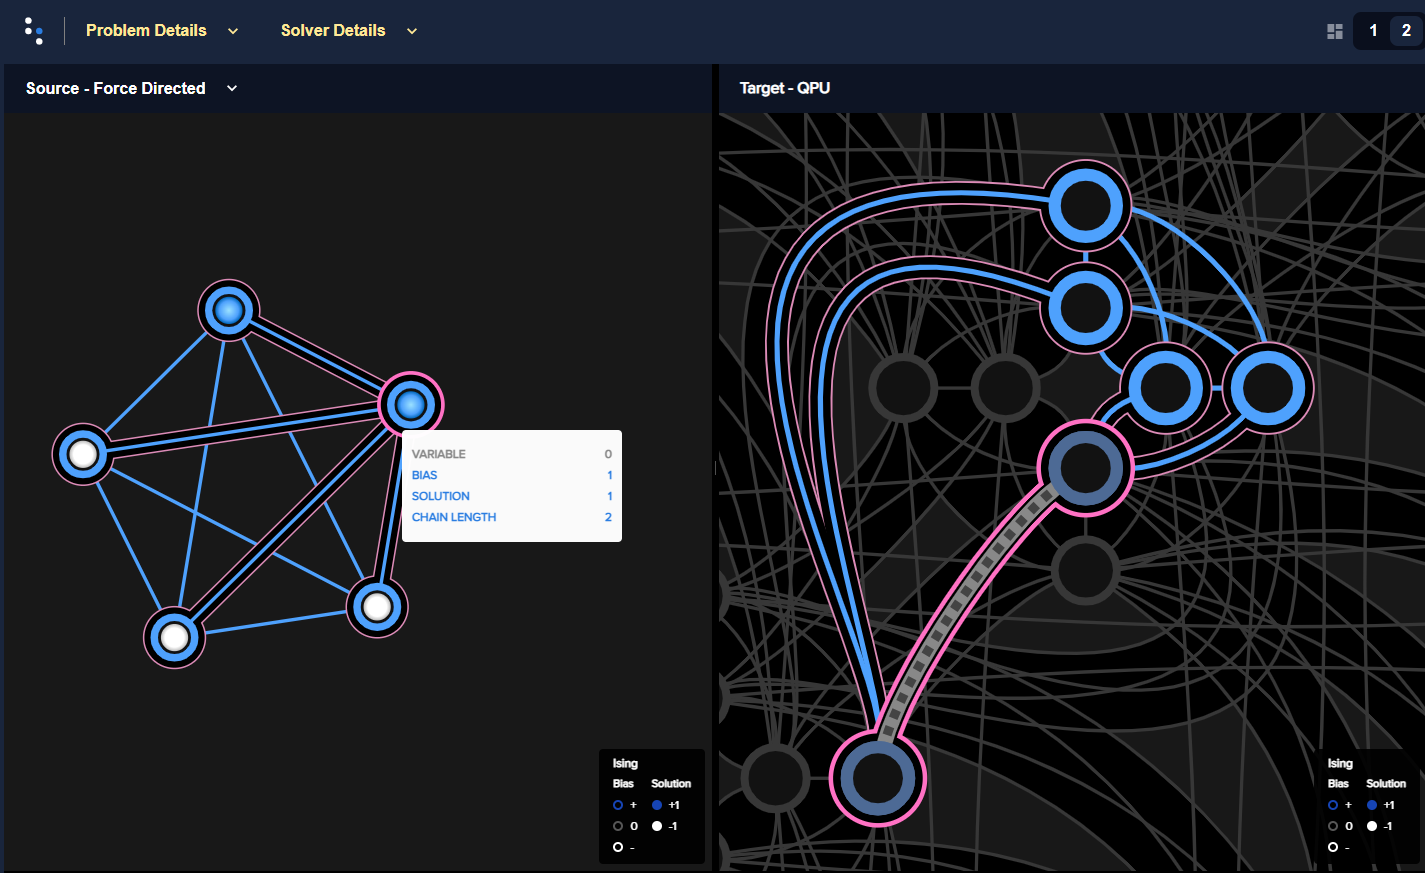 Problem Details
Solver Details
1 2
Source - Force Directed
Target - QPU
VARIABLE 0
BIAS 1
SOLUTION 1
CHAIN LENGTH 2
Ising
Bias Solution
+ +1
0 -1
-
Ising
Bias Solution
+ +1
0 -1
-